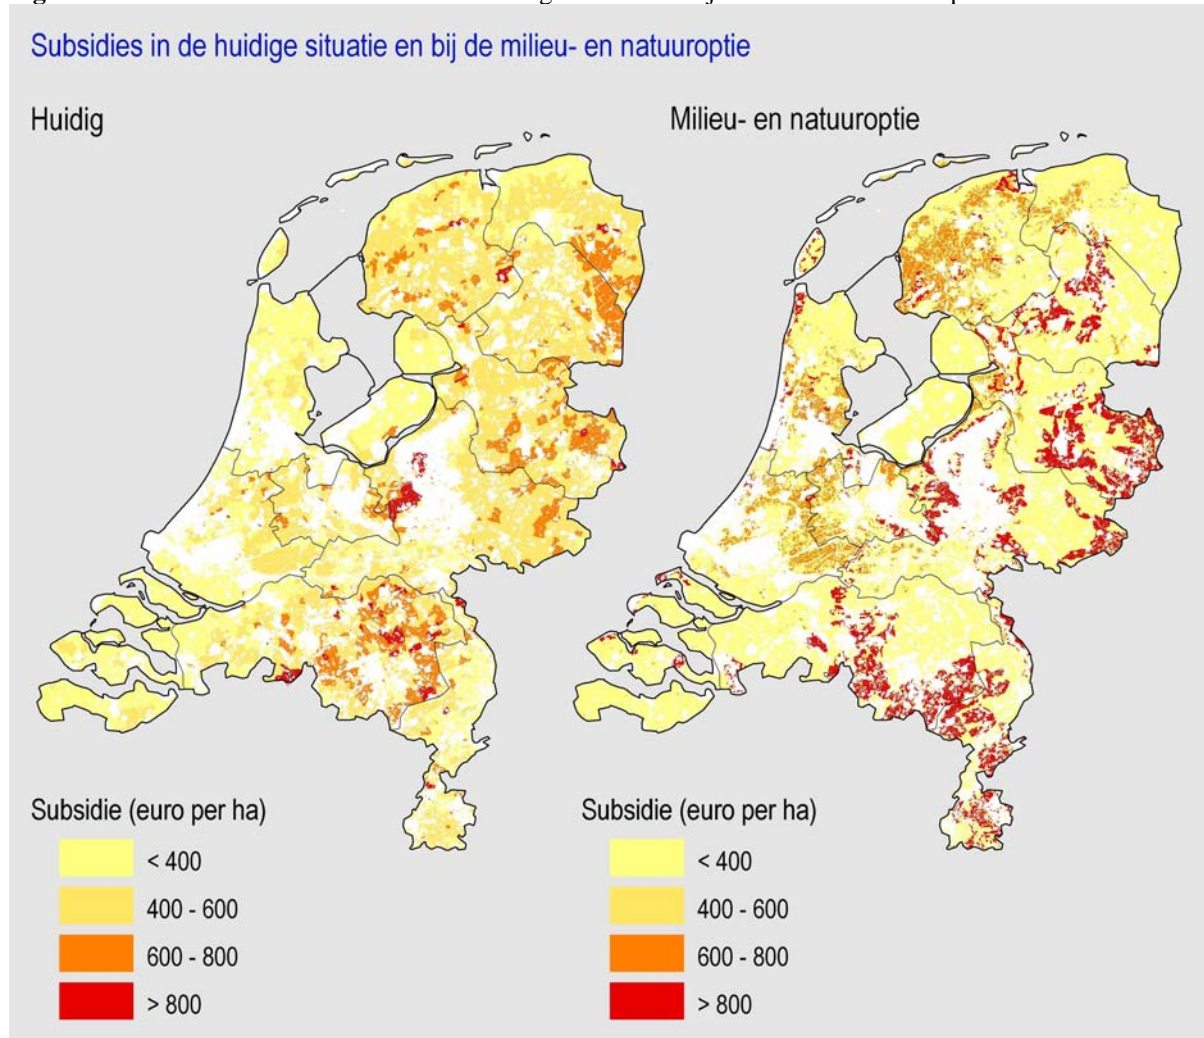 Subsidies in de huidige situatie en bij de milieu- en natuuroptie
Huidig
Milieu- en natuuroptie
Subsidie (euro per ha)
< 400
400 - 600
600 - 800
> 800
Subsidie (euro per ha)
< 400
400 - 600
600 - 800
> 800